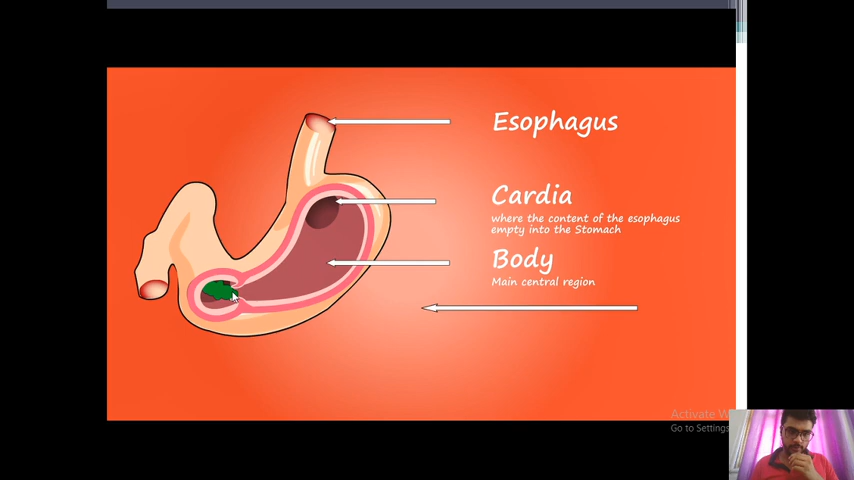 Esophagus
Cardia
where the content of the esophagus
empty into the Stomach
Body
Main central region
Activate W
Go to Settings